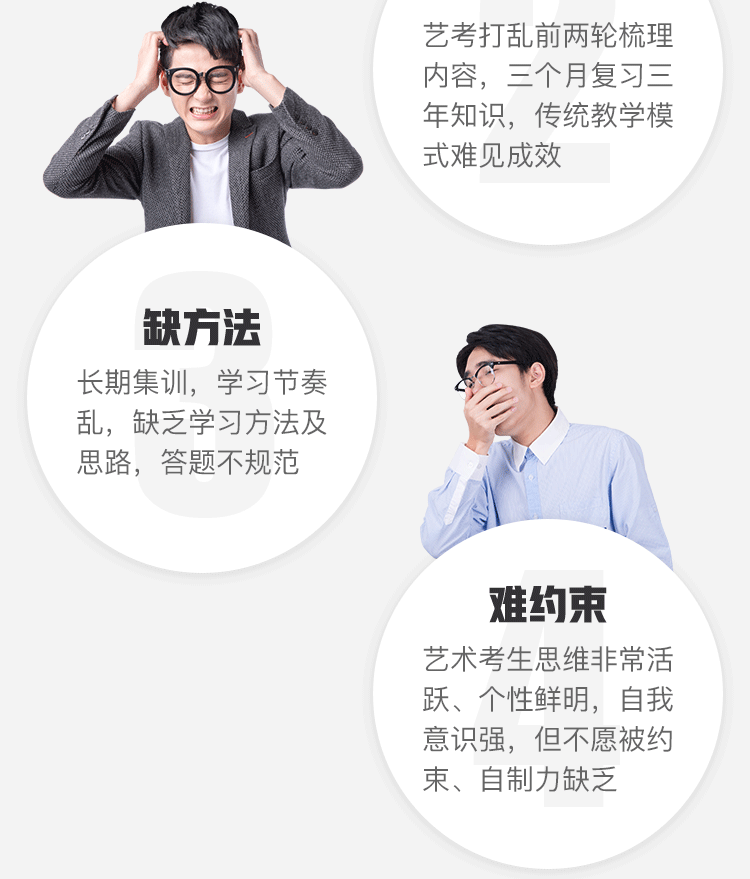 艺考打乱前两轮梳理
内容，三个月复习三
年知识，传统教学模
式难见成效
3
缺方法
长期集训，学习节奏
乱，缺乏学习方法及
思路，答题不规范
4
难约束
艺术考生思维非常活
跃、个性鲜明，自我
意识强，但不愿被约
束、自制力缺乏